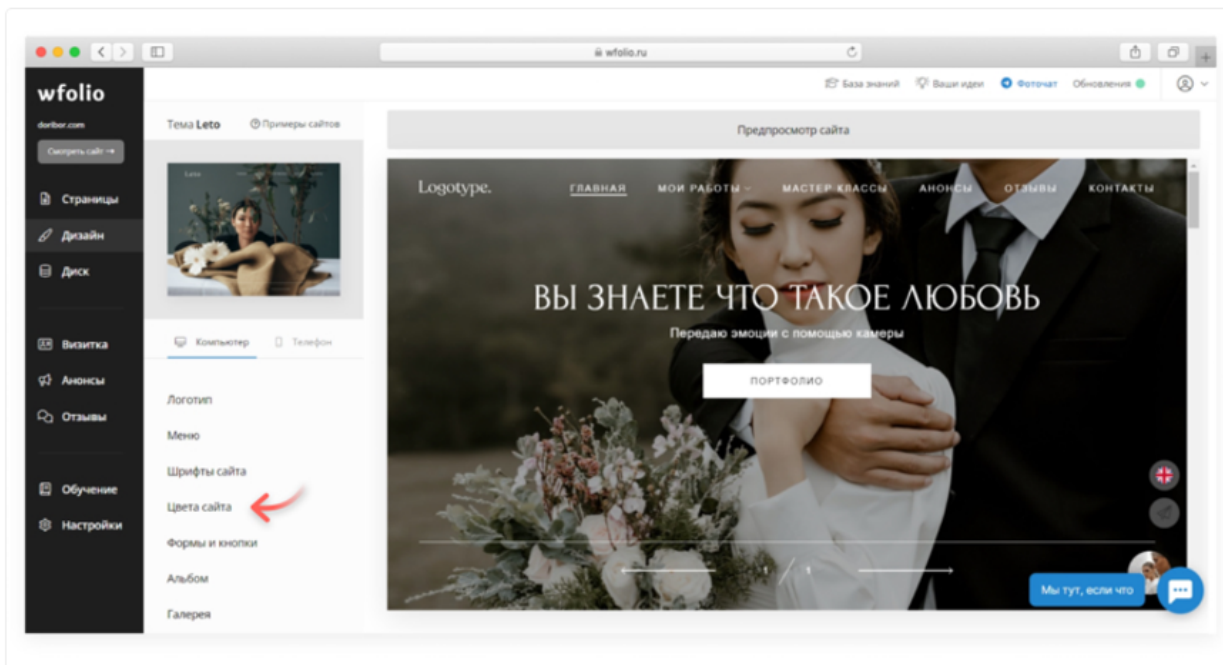 wfolio.ru
wfolio
doribor.com
Смотреть сайт →
Страницы
Дизайн
Диск
Визитка
Анонсы
Отзывы
Обучение
Настройки
База знаний Ваши идеи Фоточат Обновления
Тема Leto Примеры сайтов
Leto
Компьютер Телефон
Логотип
Меню
Шрифты сайта
Цвета сайта
Формы и кнопки
Альбом
Галерея
Предпросмотр сайта
Logotype. ГЛАВНАЯ МОИ РАБОТЫ МАСТЕР КЛАССЫ АНОНСЫ ОТЗЫВЫ КОНТАКТЫ
ВЫ ЗНАЕТЕ ЧТО ТАКОЕ ЛЮБОВЬ
Передаю эмоции с помощью камеры
ПОРТФОЛИО
1 / 1
Мы тут, если что